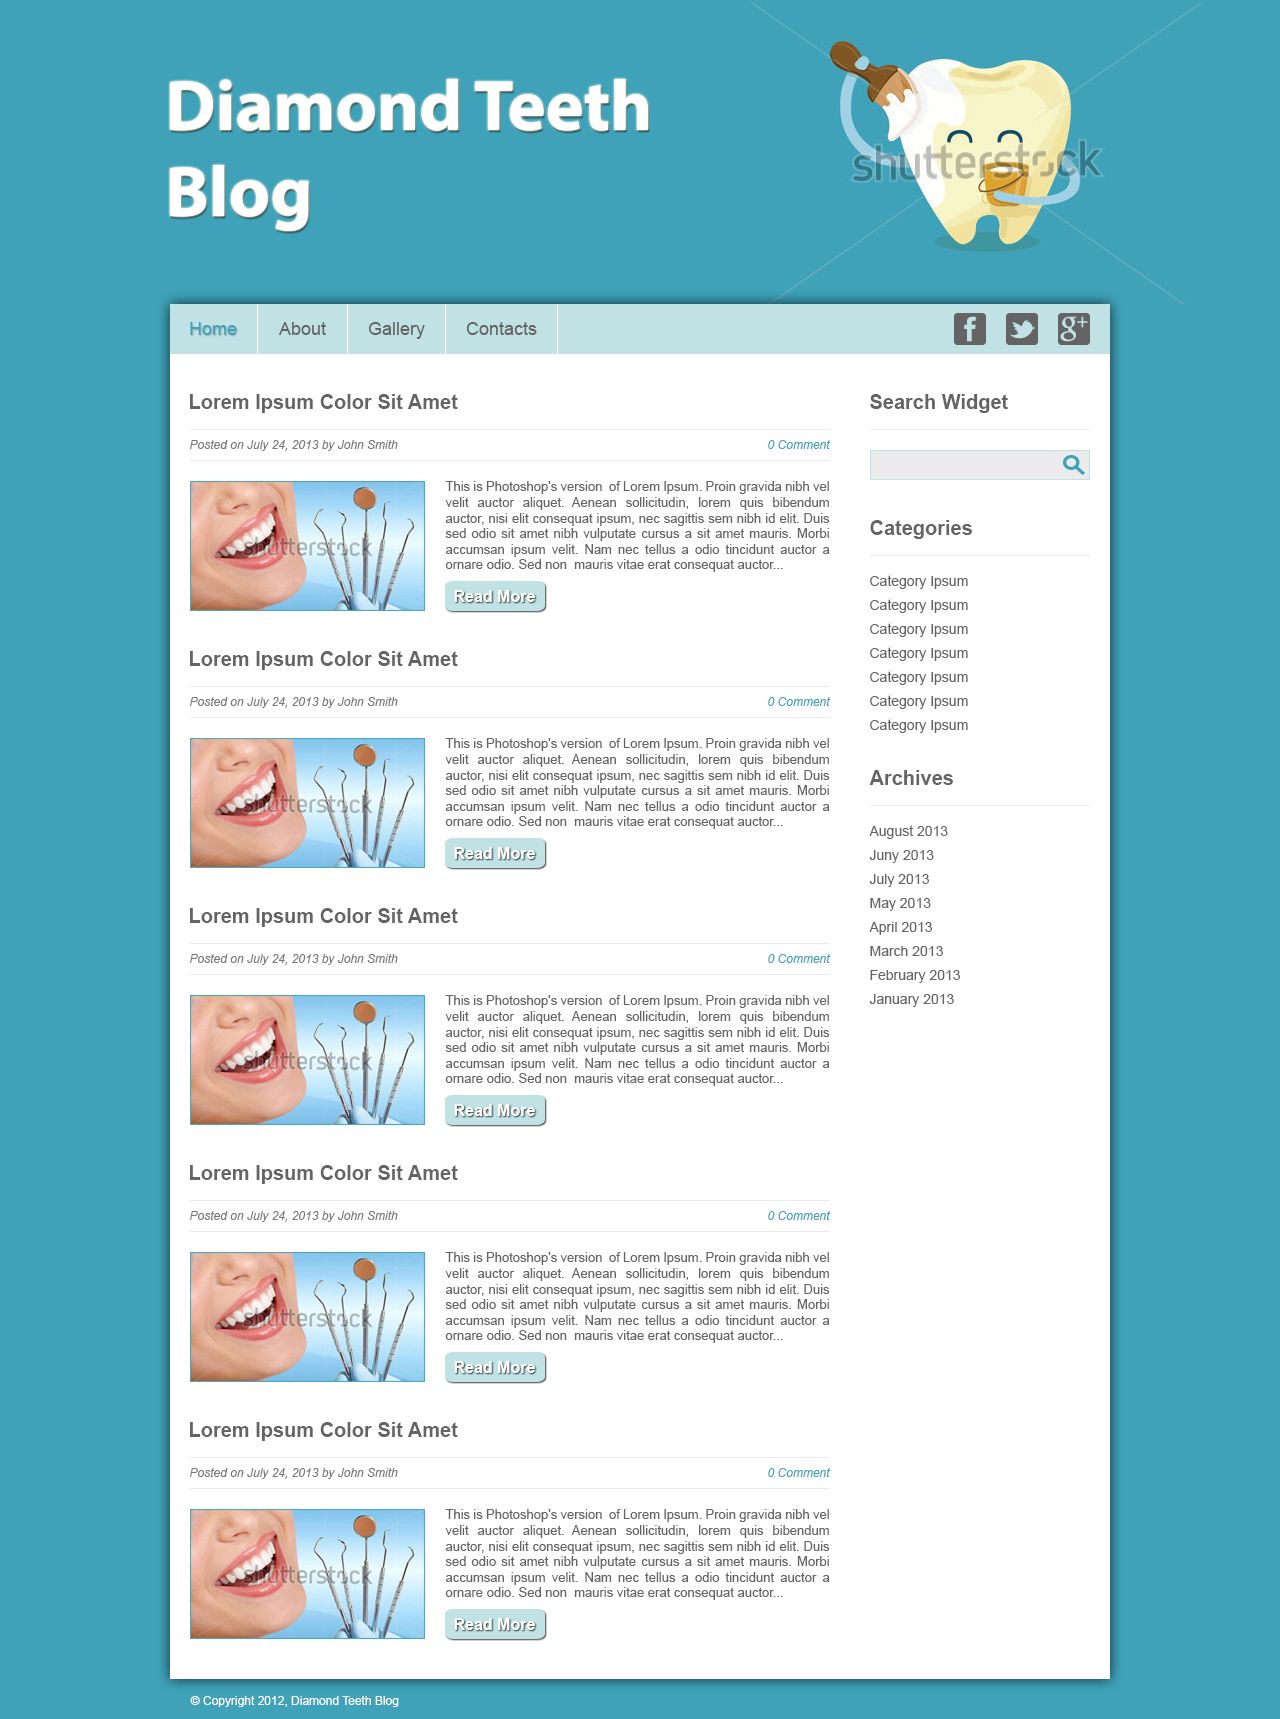 Diamond Teeth
Blog
shutterstock
Home About Gallery Contacts
Lorem Ipsum Color Sit Amet
Posted on July 24, 2013 by John Smith 0 Comment
shutterstock
This is Photoshop's version of Lorem Ipsum. Proin gravida nibh vel
velit auctor aliquet. Aenean sollicitudin, lorem quis bibendum
auctor, nisi elit consequat ipsum, nec sagittis sem nibh id elit. Duis
sed odio sit amet nibh vulputate cursus a sit amet mauris. Morbi
accumsan ipsum velit. Nam nec tellus a odio tincidunt auctor a
ornare odio. Sed non mauris vitae erat consequat auctor...
Read More
Lorem Ipsum Color Sit Amet
Posted on July 24, 2013 by John Smith 0 Comment
shutterstock
This is Photoshop's version of Lorem Ipsum. Proin gravida nibh vel
velit auctor aliquet. Aenean sollicitudin, lorem quis bibendum
auctor, nisi elit consequat ipsum, nec sagittis sem nibh id elit. Duis
sed odio sit amet nibh vulputate cursus a sit amet mauris. Morbi
accumsan ipsum velit. Nam nec tellus a odio tincidunt auctor a
ornare odio. Sed non mauris vitae erat consequat auctor...
Read More
Lorem Ipsum Color Sit Amet
Posted on July 24, 2013 by John Smith 0 Comment
shutterstock
This is Photoshop's version of Lorem Ipsum. Proin gravida nibh vel
velit auctor aliquet. Aenean sollicitudin, lorem quis bibendum
auctor, nisi elit consequat ipsum, nec sagittis sem nibh id elit. Duis
sed odio sit amet nibh vulputate cursus a sit amet mauris. Morbi
accumsan ipsum velit. Nam nec tellus a odio tincidunt auctor a
ornare odio. Sed non mauris vitae erat consequat auctor...
Read More
Lorem Ipsum Color Sit Amet
Posted on July 24, 2013 by John Smith 0 Comment
shutterstock
This is Photoshop's version of Lorem Ipsum. Proin gravida nibh vel
velit auctor aliquet. Aenean sollicitudin, lorem quis bibendum
auctor, nisi elit consequat ipsum, nec sagittis sem nibh id elit. Duis
sed odio sit amet nibh vulputate cursus a sit amet mauris. Morbi
accumsan ipsum velit. Nam nec tellus a odio tincidunt auctor a
ornare odio. Sed non mauris vitae erat consequat auctor...
Read More
Lorem Ipsum Color Sit Amet
Posted on July 24, 2013 by John Smith 0 Comment
shutterstock
This is Photoshop's version of Lorem Ipsum. Proin gravida nibh vel
velit auctor aliquet. Aenean sollicitudin, lorem quis bibendum
auctor, nisi elit consequat ipsum, nec sagittis sem nibh id elit. Duis
sed odio sit amet nibh vulputate cursus a sit amet mauris. Morbi
accumsan ipsum velit. Nam nec tellus a odio tincidunt auctor a
ornare odio. Sed non mauris vitae erat consequat auctor...
Read More
Search Widget
Categories
Category Ipsum
Category Ipsum
Category Ipsum
Category Ipsum
Category Ipsum
Category Ipsum
Category Ipsum
Archives
August 2013
Juny 2013
July 2013
May 2013
April 2013
March 2013
February 2013
January 2013
© Copyright 2012, Diamond Teeth Blog